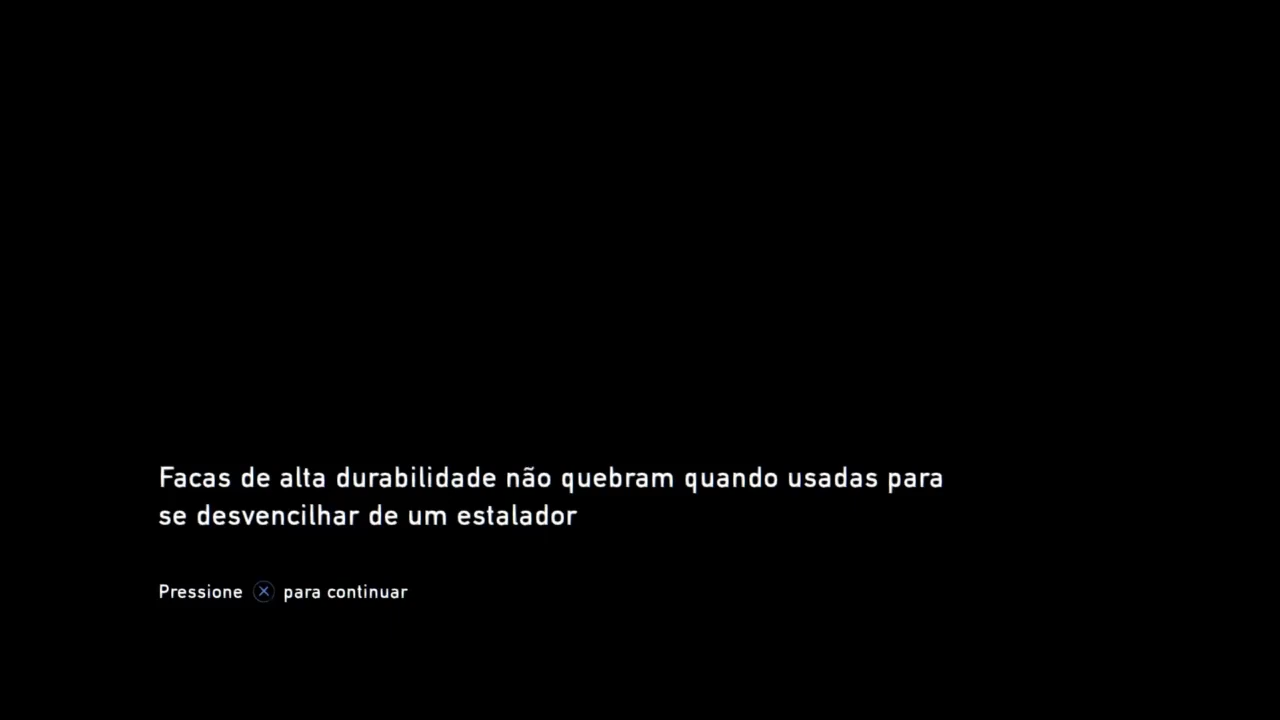 Facas de alta durabilidade não quebram quando usadas para
se desvencilhar de um estalador
Pressione ⓧ para continuar